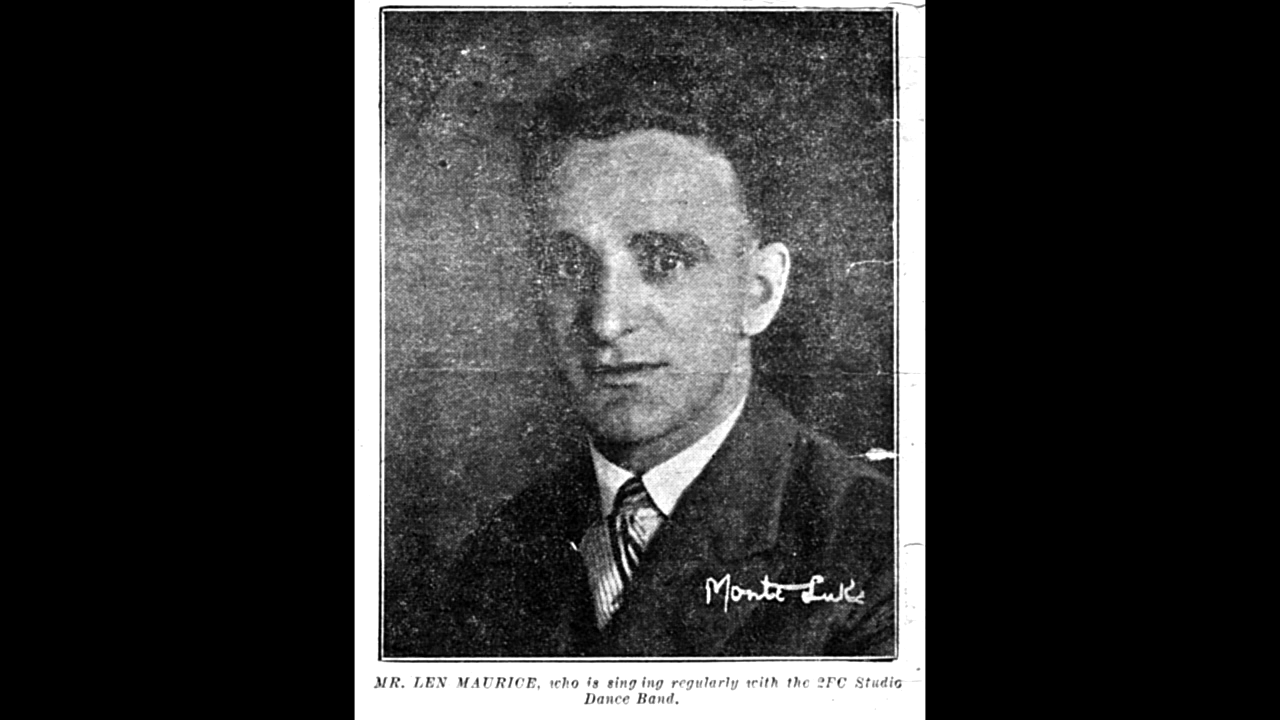 Monte Luke
MR. LEN MAURICE, who is singing regularly with the 2FC Studio
Dance Band.